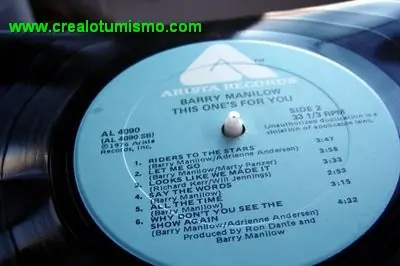 www.crealotumismo.com
ARISTA RECORDS
BARRY MANILOW
THIS ONE'S FOR YOU
AL 4090
(AL 4090 SB)
℗1976 Arista
Records, Inc.
SIDE 2
33 1/3 RPM
Unauthorized duplication is a
violation of applicable laws.
1. RIDERS TO THE STARS 3:47
(Barry Manilow/Adrienne Anderson)
2. LET ME GO 3:58
(Barry Manilow/Marty Panzer)
3. LOOKS LIKE WE MADE IT 3:33
(Richard Kerr/Will Jennings)
4. SAY THE WORDS 3:53
(Barry Manilow)
5. ALL THE TIME 3:15
(Barry Manilow/
6. WHY DON'T YOU SEE THE
SHOW AGAIN 4:32
(Barry Manilow/Adrienne Anderson)
Produced by Ron Dante and
Barry Manilow